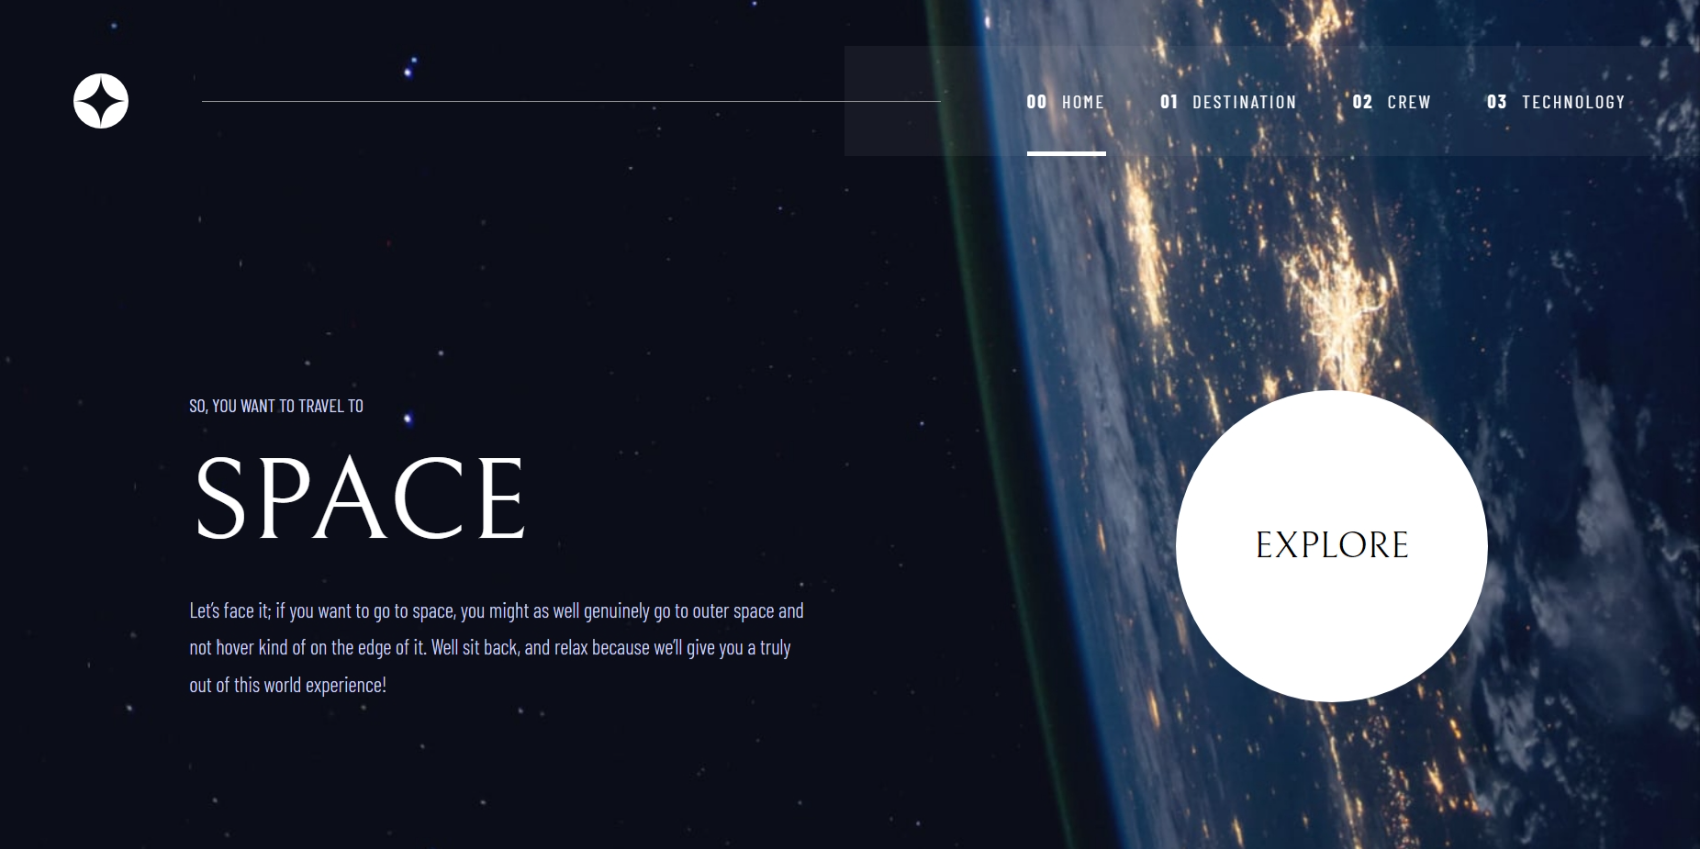 00 HOME 01 DESTINATION 02 CREW 03 TECHNOLOGY
SO, YOU WANT TO TRAVEL TO
SPACE
Let’s face it; if you want to go to space, you might as well genuinely go to outer space and
not hover kind of on the edge of it. Well sit back, and relax because we’ll give you a truly
out of this world experience!
EXPLORE